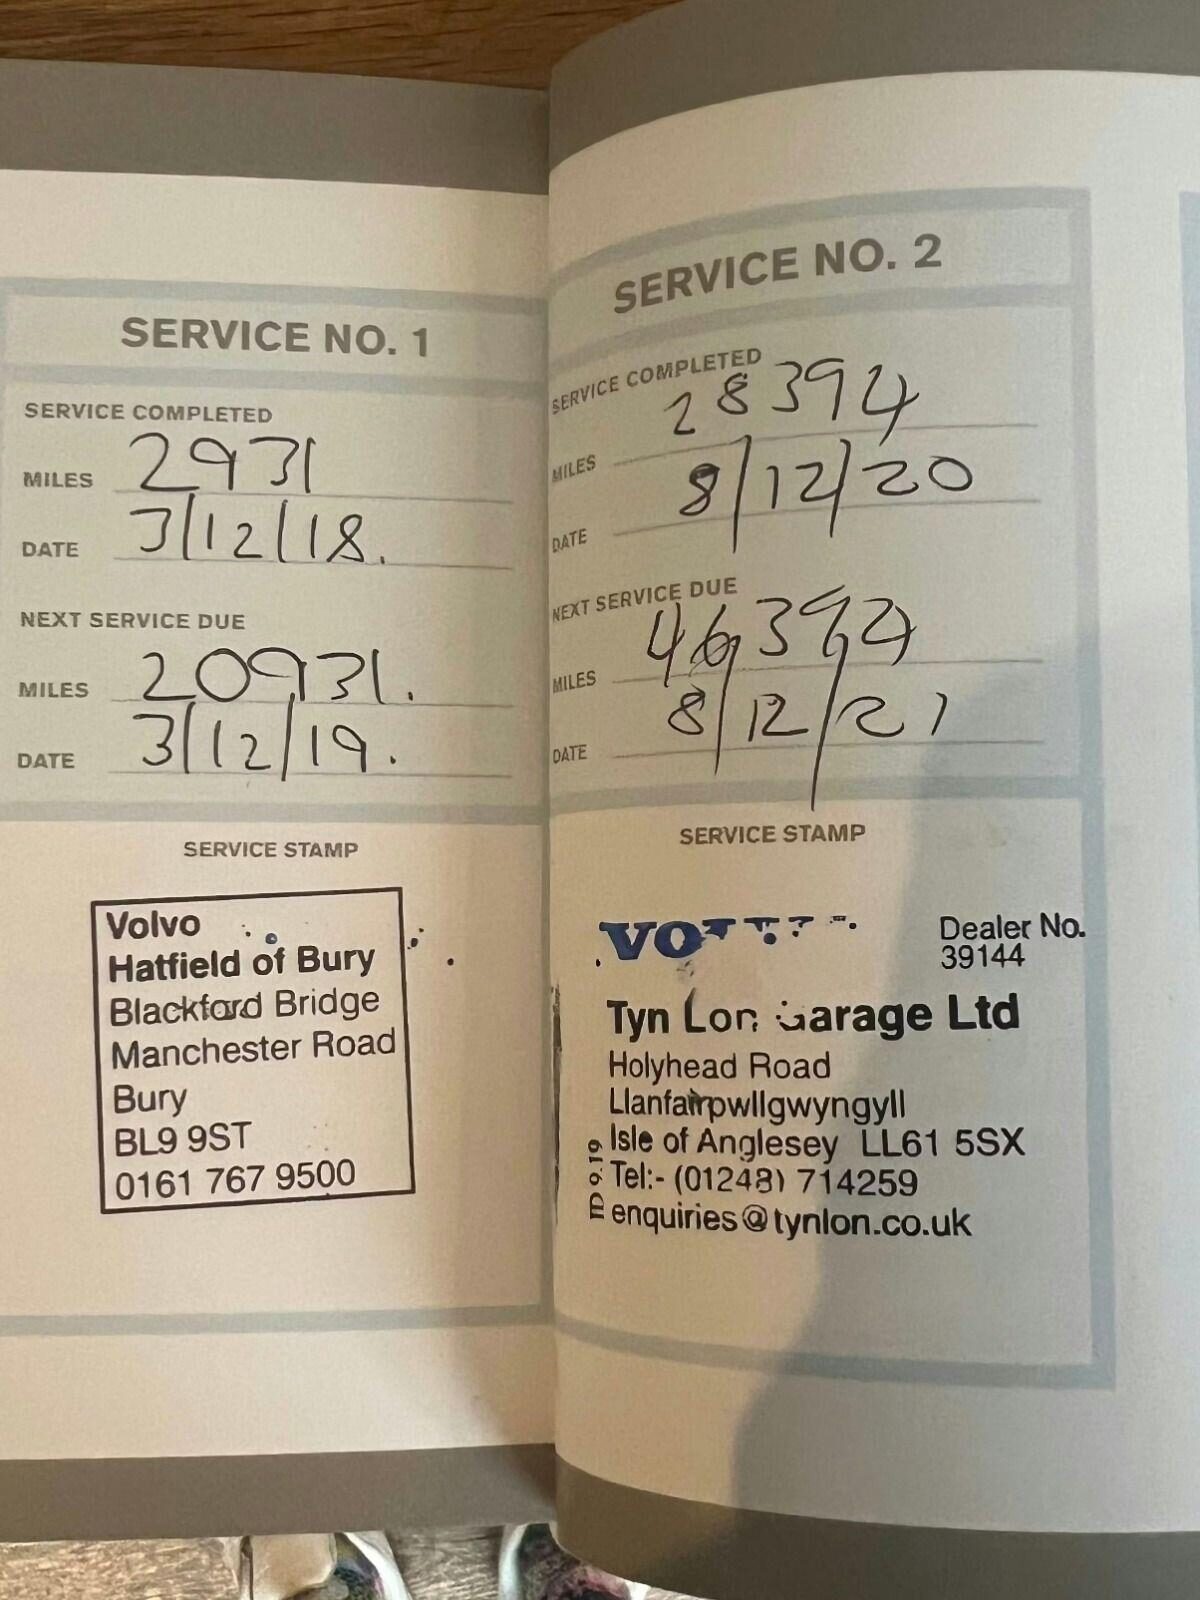 SERVICE NO. 1
SERVICE COMPLETED
MILES 2931
DATE 3/12/18.
NEXT SERVICE DUE
MILES 20931.
DATE 3/12/19.
SERVICE STAMP
Volvo
Hatfield of Bury
Blackford Bridge
Manchester Road
Bury
BL9 9ST
0161 767 9500
SERVICE NO. 2
SERVICE COMPLETED
MILES 28394
DATE 8/12/20
NEXT SERVICE DUE
MILES 46394
DATE 8/12/21
SERVICE STAMP
Dealer No.
39144
Tyn Lon Garage Ltd
Holyhead Road
Llanfairpwllgwyngyll
Isle of Anglesey LL61 5SX
Tel:- (01248) 714259
enquiries@tynlon.co.uk